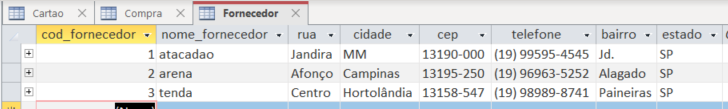 Cartao Compra Fornecedor
cod_fornecedor nome_fornecedor rua cidade cep telefone bairro estado
1 atacadao Jandira MM 13190-000 (19) 99595-4545 Jd. SP
2 arena Afonço Campinas 13195-250 (19) 96963-5252 Alagado SP
3 tenda Centro Hortolândia 13158-547 (19) 98989-8741 Paineiras SP